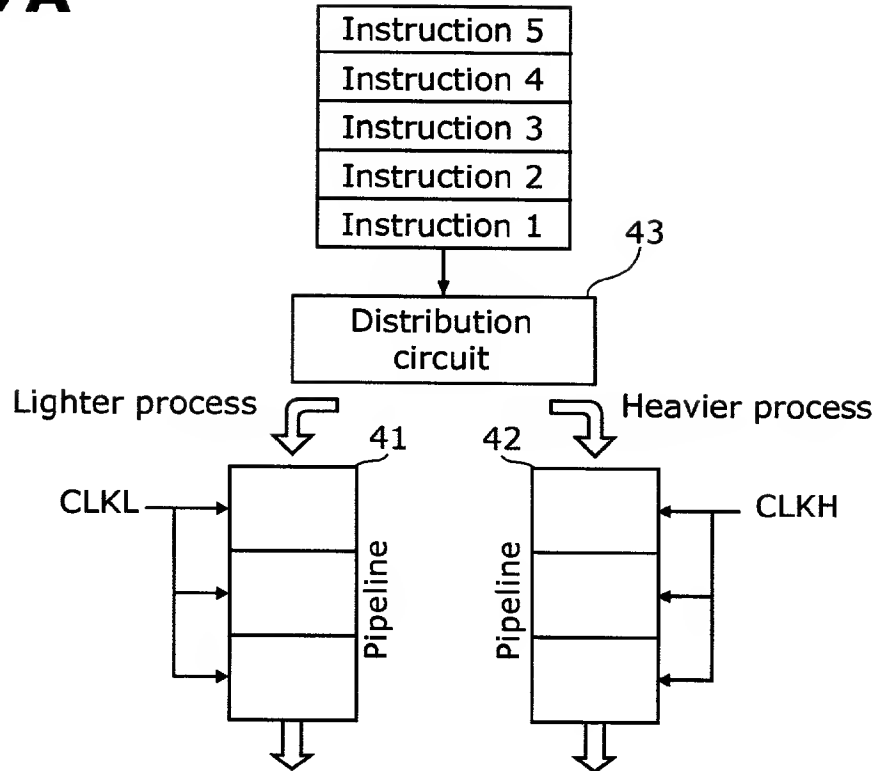 Instruction 5
Instruction 4
Instruction 3
Instruction 2
Instruction 1
43
Distribution
circuit
Lighter process
Heavier process
41
42
CLKL
CLKH
Pipeline
Pipeline